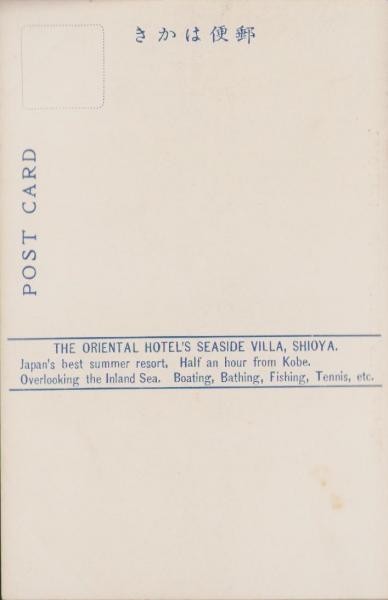 きかは便郵
POST CARD
THE ORIENTAL HOTEL'S SEASIDE VILLA, SHIOYA.
Japan's best summer resort. Half an hour from Kobe.
Overlooking the Inland Sea. Boating, Bathing, Fishing, Tennis, etc.